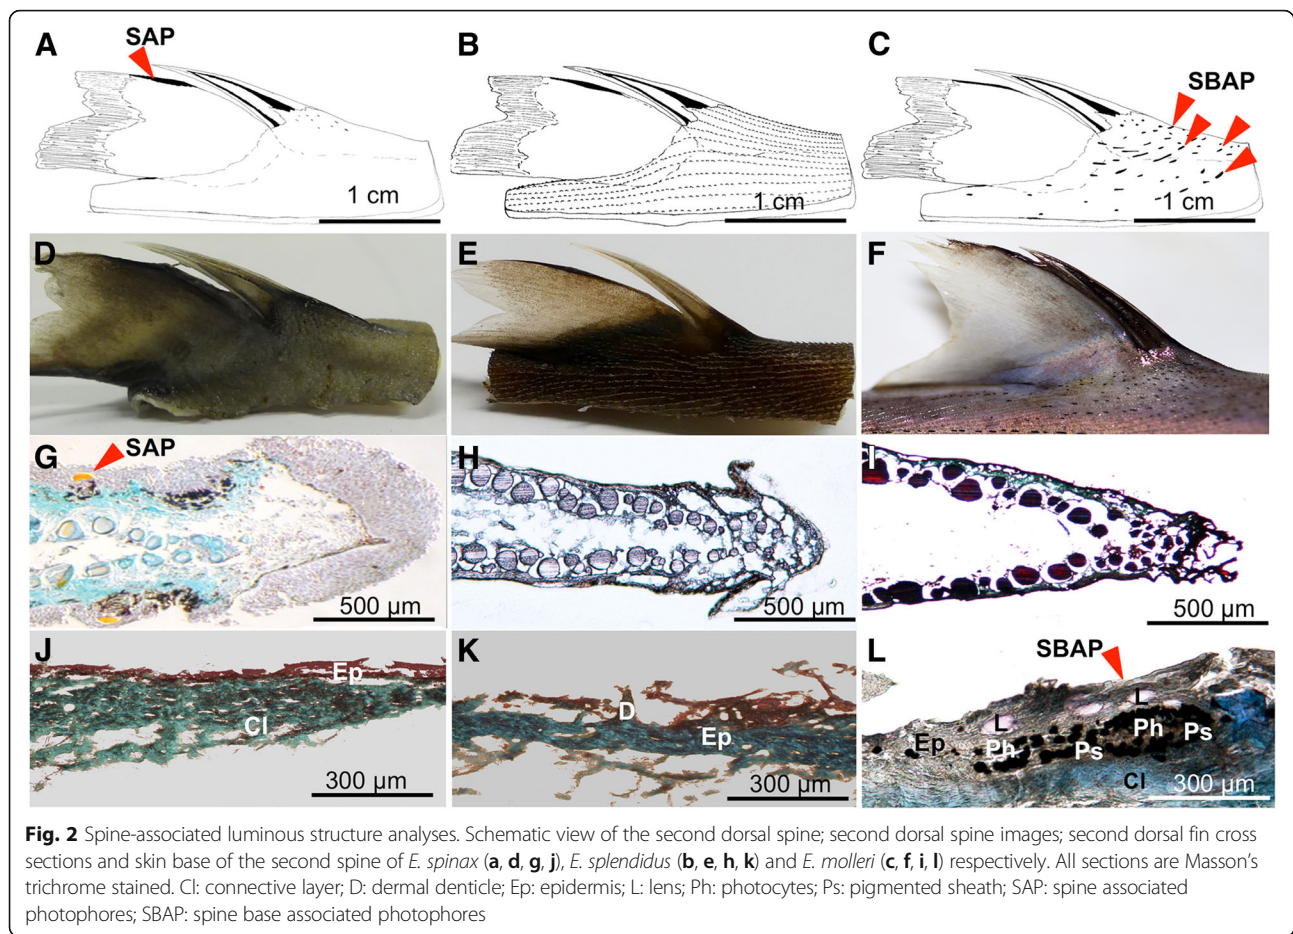 A
SAP
1 cm
B
1 cm
C
SBAP
1 cm
D
E
F
G
SAP
500 µm
H
500 µm
I
500 µm
J
Ep
Cl
300 µm
K
D
Ep
300 µm
L
SBAP
L
L
Ph
Ph
Ps
Ps
Ep
Cl
300 µm
Fig. 2 Spine-associated luminous structure analyses. Schematic view of the second dorsal spine; second dorsal spine images; second dorsal fin cross
sections and skin base of the second spine of E. spinax (a, d, g, j), E. splendidus (b, e, h, k) and E. molleri (c, f, i, l) respectively. All sections are Masson's
trichrome stained. Cl: connective layer; D: dermal denticle; Ep: epidermis; L: lens; Ph: photocytes; Ps: pigmented sheath; SAP: spine associated
photophores; SBAP: spine base associated photophores